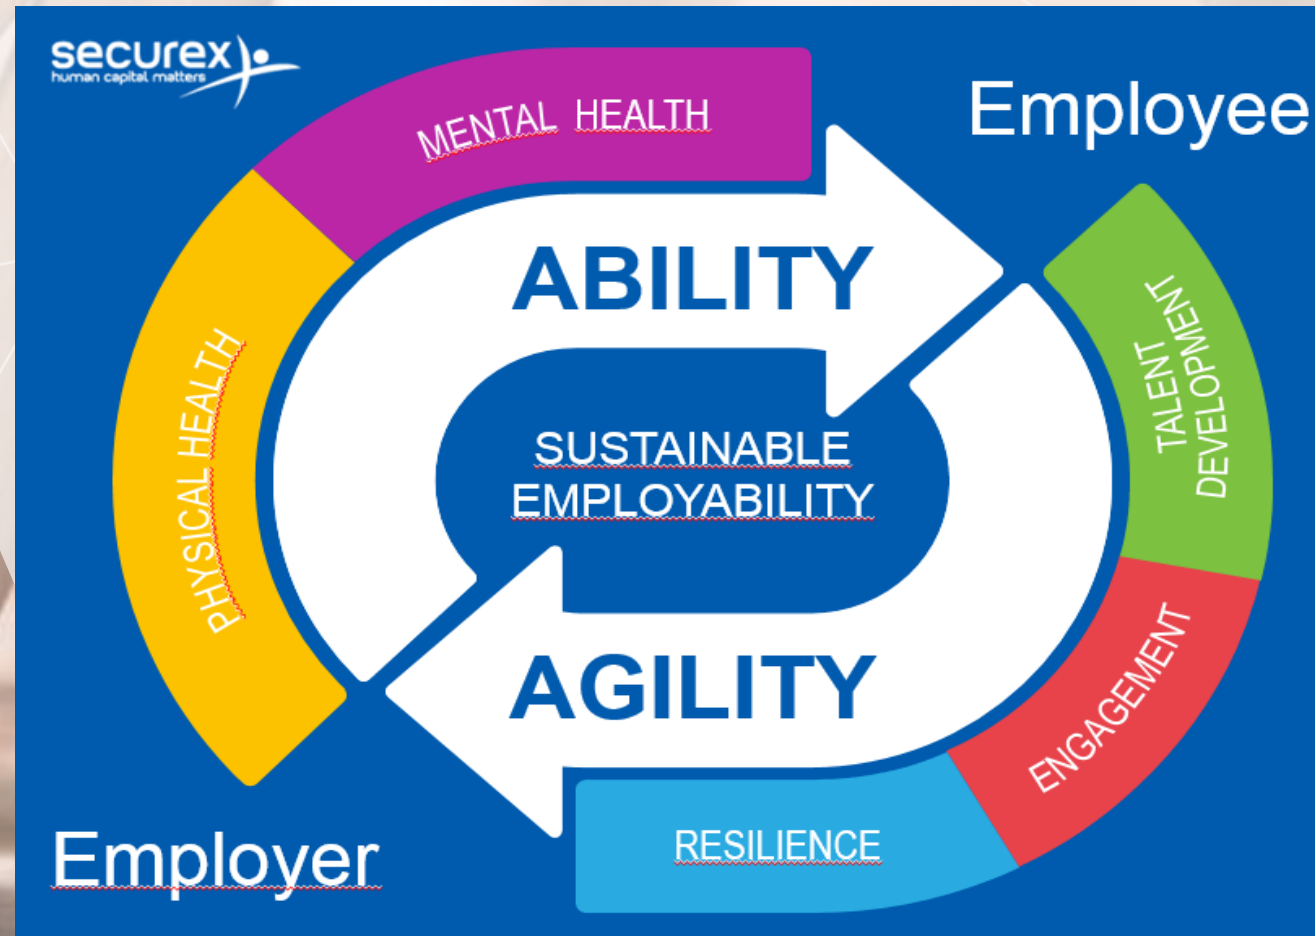 securex
human capital matters
MENTAL HEALTH
Employee
ABILITY
PHYSICAL HEALTH
TALENT
DEVELOPMENT
SUSTAINABLE
EMPLOYABILITY
ENGAGEMENT
AGILITY
RESILIENCE
Employer